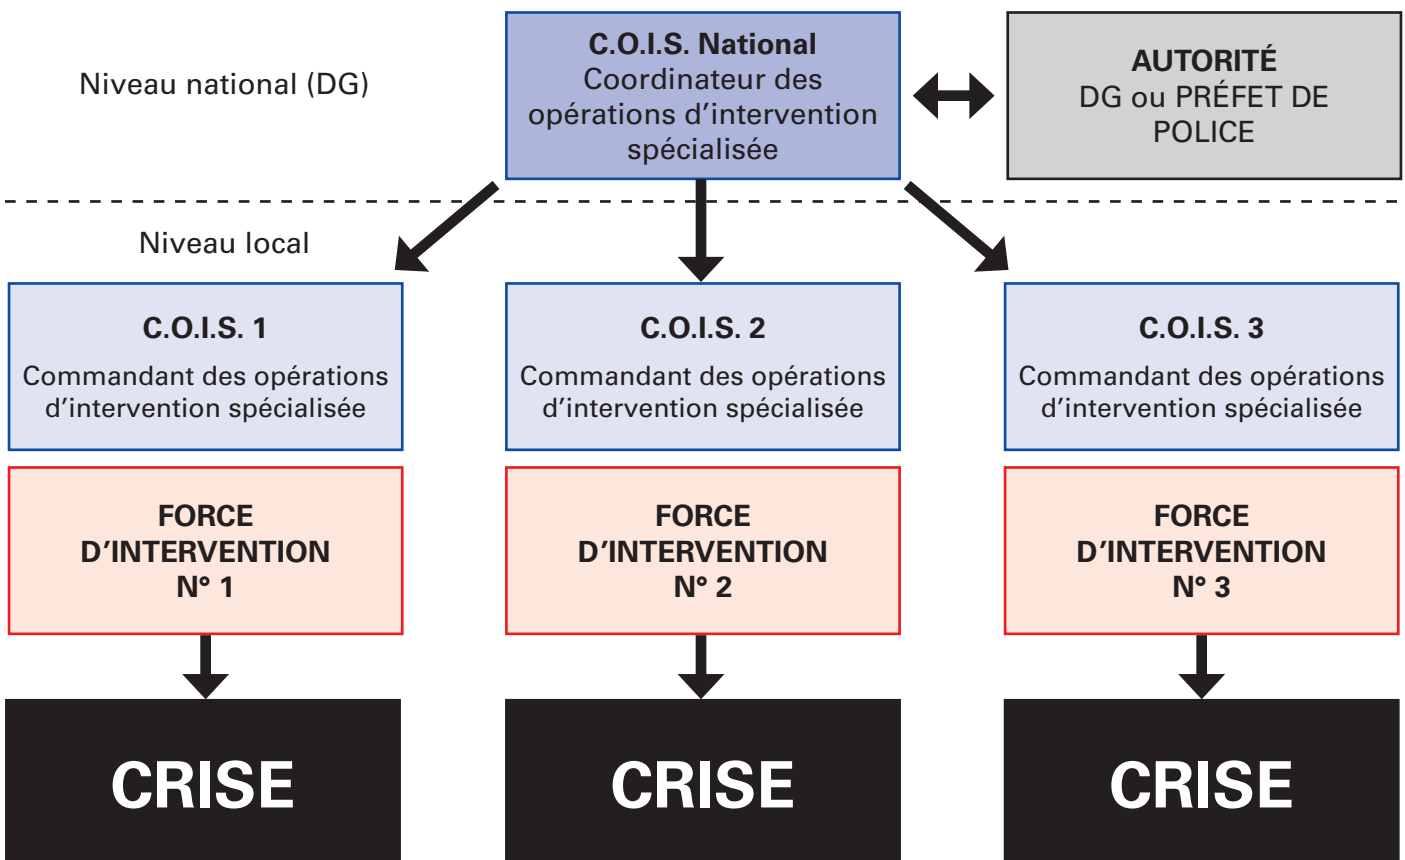 Niveau national (DG)
C.O.I.S. National
Coordinateur des
opérations d’intervention
spécialisée
AUTORITÉ
DG ou PRÉFET DE
POLICE
Niveau local
C.O.I.S. 1
Commandant des opérations
d’intervention spécialisée
C.O.I.S. 2
Commandant des opérations
d’intervention spécialisée
C.O.I.S. 3
Commandant des opérations
d’intervention spécialisée
FORCE
D’INTERVENTION
N° 1
FORCE
D’INTERVENTION
N° 2
FORCE
D’INTERVENTION
N° 3
CRISE
CRISE
CRISE